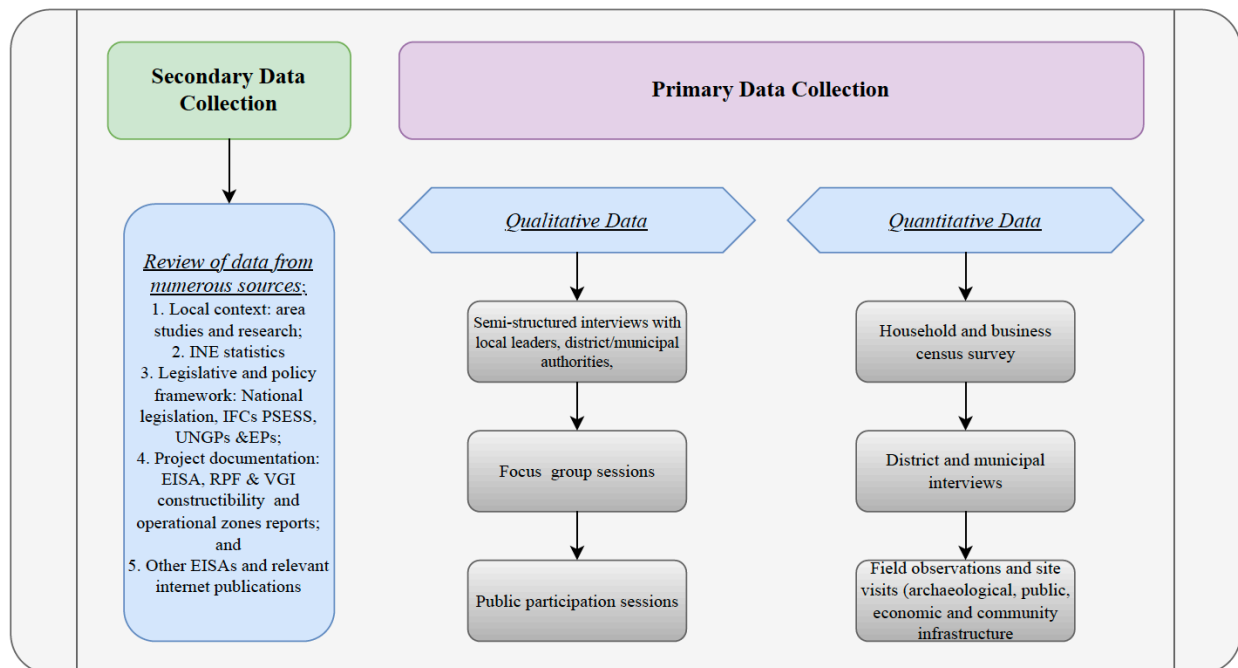 Secondary Data
Collection
Primary Data Collection
Review of data from
numerous sources;
1. Local context: area
studies and research;
2. INE statistics
3. Legislative and policy
framework: National
legislation, IFCs PSESS,
UNGPs &EPs;
4. Project documentation:
EISA, RPF & VGI
constructibility and
operational zones reports;
and
5. Other EISAs and relevant
internet publications
Qualitative Data
Semi-structured interviews with
local leaders, district/municipal
authorities,
Focus group sessions
Public participation sessions
Quantitative Data
Household and business
census survey
District and municipal
interviews
Field observations and site
visits (archaeological, public,
economic and community
infrastructure